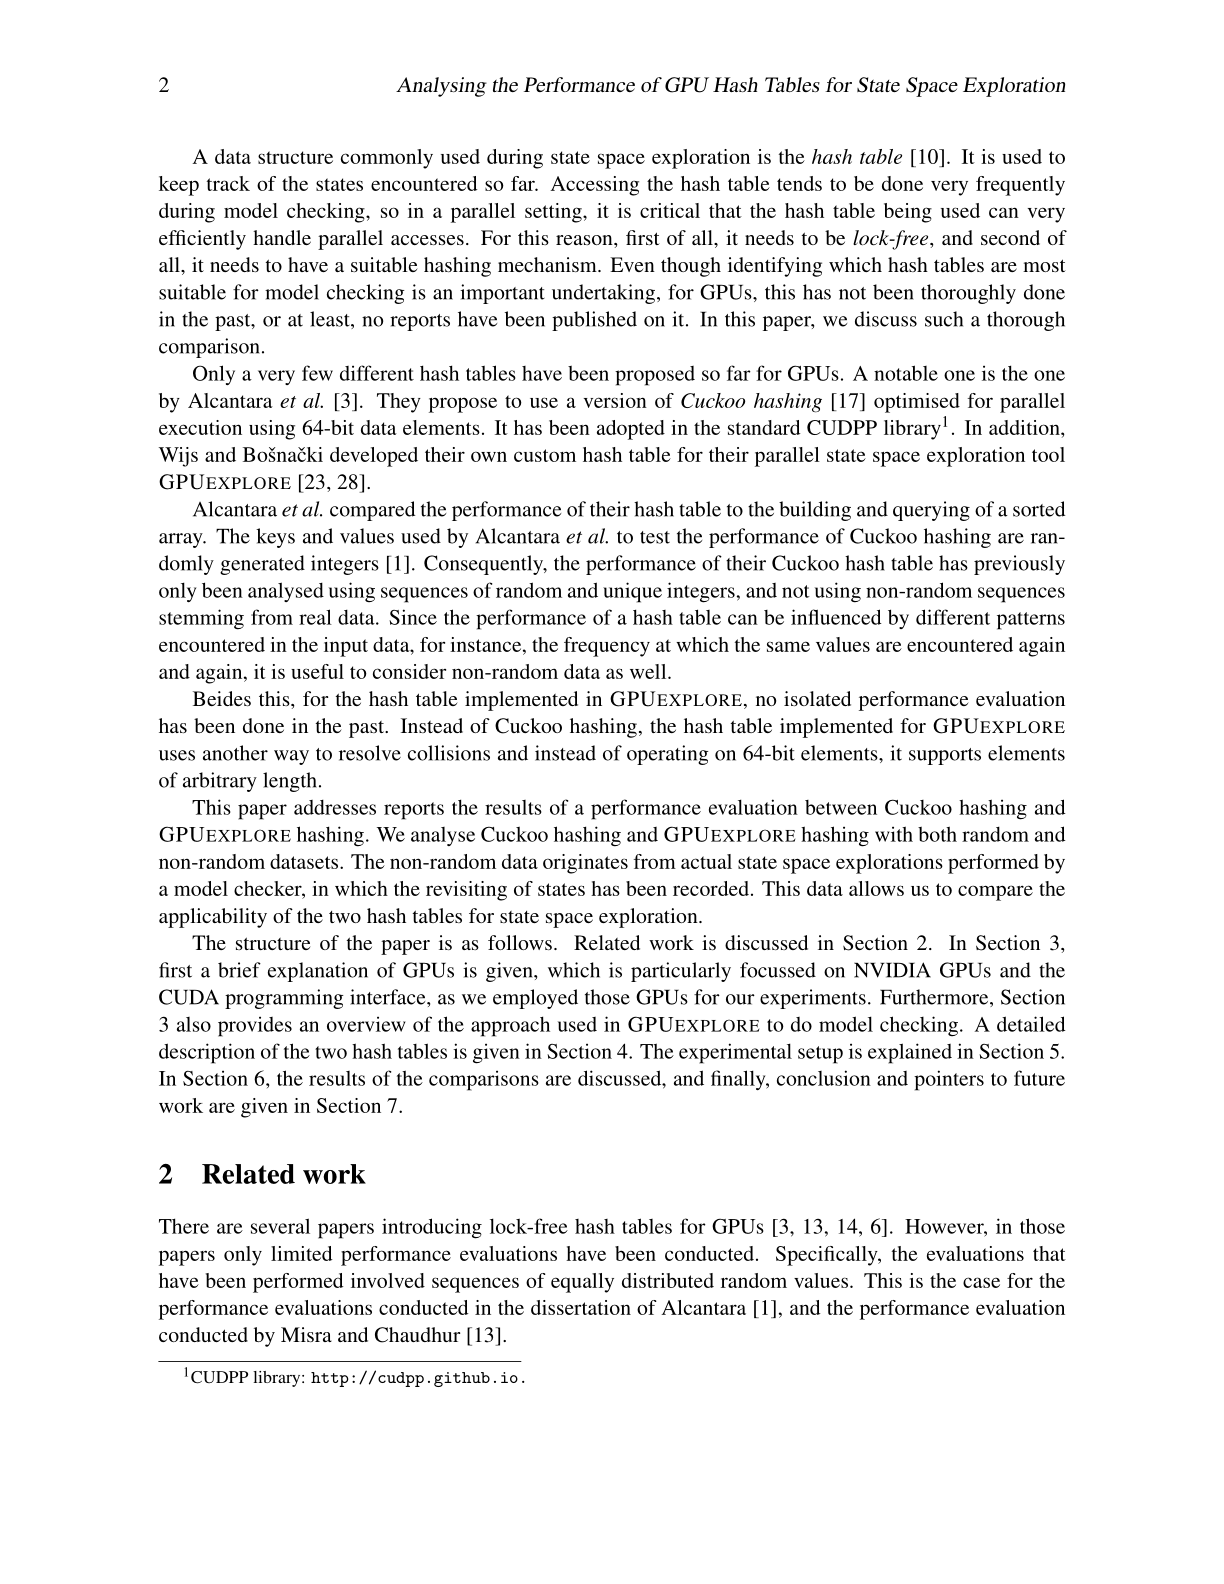 2 Analysing the Performance of GPU Hash Tables for State Space Exploration
A data structure commonly used during state space exploration is the hash table [10]. It is used to
keep track of the states encountered so far. Accessing the hash table tends to be done very frequently
during model checking, so in a parallel setting, it is critical that the hash table being used can very
efficiently handle parallel accesses. For this reason, first of all, it needs to be lock-free, and second of
all, it needs to have a suitable hashing mechanism. Even though identifying which hash tables are most
suitable for model checking is an important undertaking, for GPUs, this has not been thoroughly done
in the past, or at least, no reports have been published on it. In this paper, we discuss such a thorough
comparison.
Only a very few different hash tables have been proposed so far for GPUs. A notable one is the one
by Alcantara et al. [3]. They propose to use a version of Cuckoo hashing [17] optimised for parallel
execution using 64-bit data elements. It has been adopted in the standard CUDPP library1. In addition,
Wijs and Bošnački developed their own custom hash table for their parallel state space exploration tool
GPUEXPLORE [23, 28].
Alcantara et al. compared the performance of their hash table to the building and querying of a sorted
array. The keys and values used by Alcantara et al. to test the performance of Cuckoo hashing are ran-
domly generated integers [1]. Consequently, the performance of their Cuckoo hash table has previously
only been analysed using sequences of random and unique integers, and not using non-random sequences
stemming from real data. Since the performance of a hash table can be influenced by different patterns
encountered in the input data, for instance, the frequency at which the same values are encountered again
and again, it is useful to consider non-random data as well.
Beides this, for the hash table implemented in GPUEXPLORE, no isolated performance evaluation
has been done in the past. Instead of Cuckoo hashing, the hash table implemented for GPUEXPLORE
uses another way to resolve collisions and instead of operating on 64-bit elements, it supports elements
of arbitrary length.
This paper addresses reports the results of a performance evaluation between Cuckoo hashing and
GPUEXPLORE hashing. We analyse Cuckoo hashing and GPUEXPLORE hashing with both random and
non-random datasets. The non-random data originates from actual state space explorations performed by
a model checker, in which the revisiting of states has been recorded. This data allows us to compare the
applicability of the two hash tables for state space exploration.
The structure of the paper is as follows. Related work is discussed in Section 2. In Section 3,
first a brief explanation of GPUs is given, which is particularly focussed on NVIDIA GPUs and the
CUDA programming interface, as we employed those GPUs for our experiments. Furthermore, Section
3 also provides an overview of the approach used in GPUEXPLORE to do model checking. A detailed
description of the two hash tables is given in Section 4. The experimental setup is explained in Section 5.
In Section 6, the results of the comparisons are discussed, and finally, conclusion and pointers to future
work are given in Section 7.
2 Related work
There are several papers introducing lock-free hash tables for GPUs [3, 13, 14, 6]. However, in those
papers only limited performance evaluations have been conducted. Specifically, the evaluations that
have been performed involved sequences of equally distributed random values. This is the case for the
performance evaluations conducted in the dissertation of Alcantara [1], and the performance evaluation
conducted by Misra and Chaudhur [13].
1CUDPP library: http://cudpp.github.io.